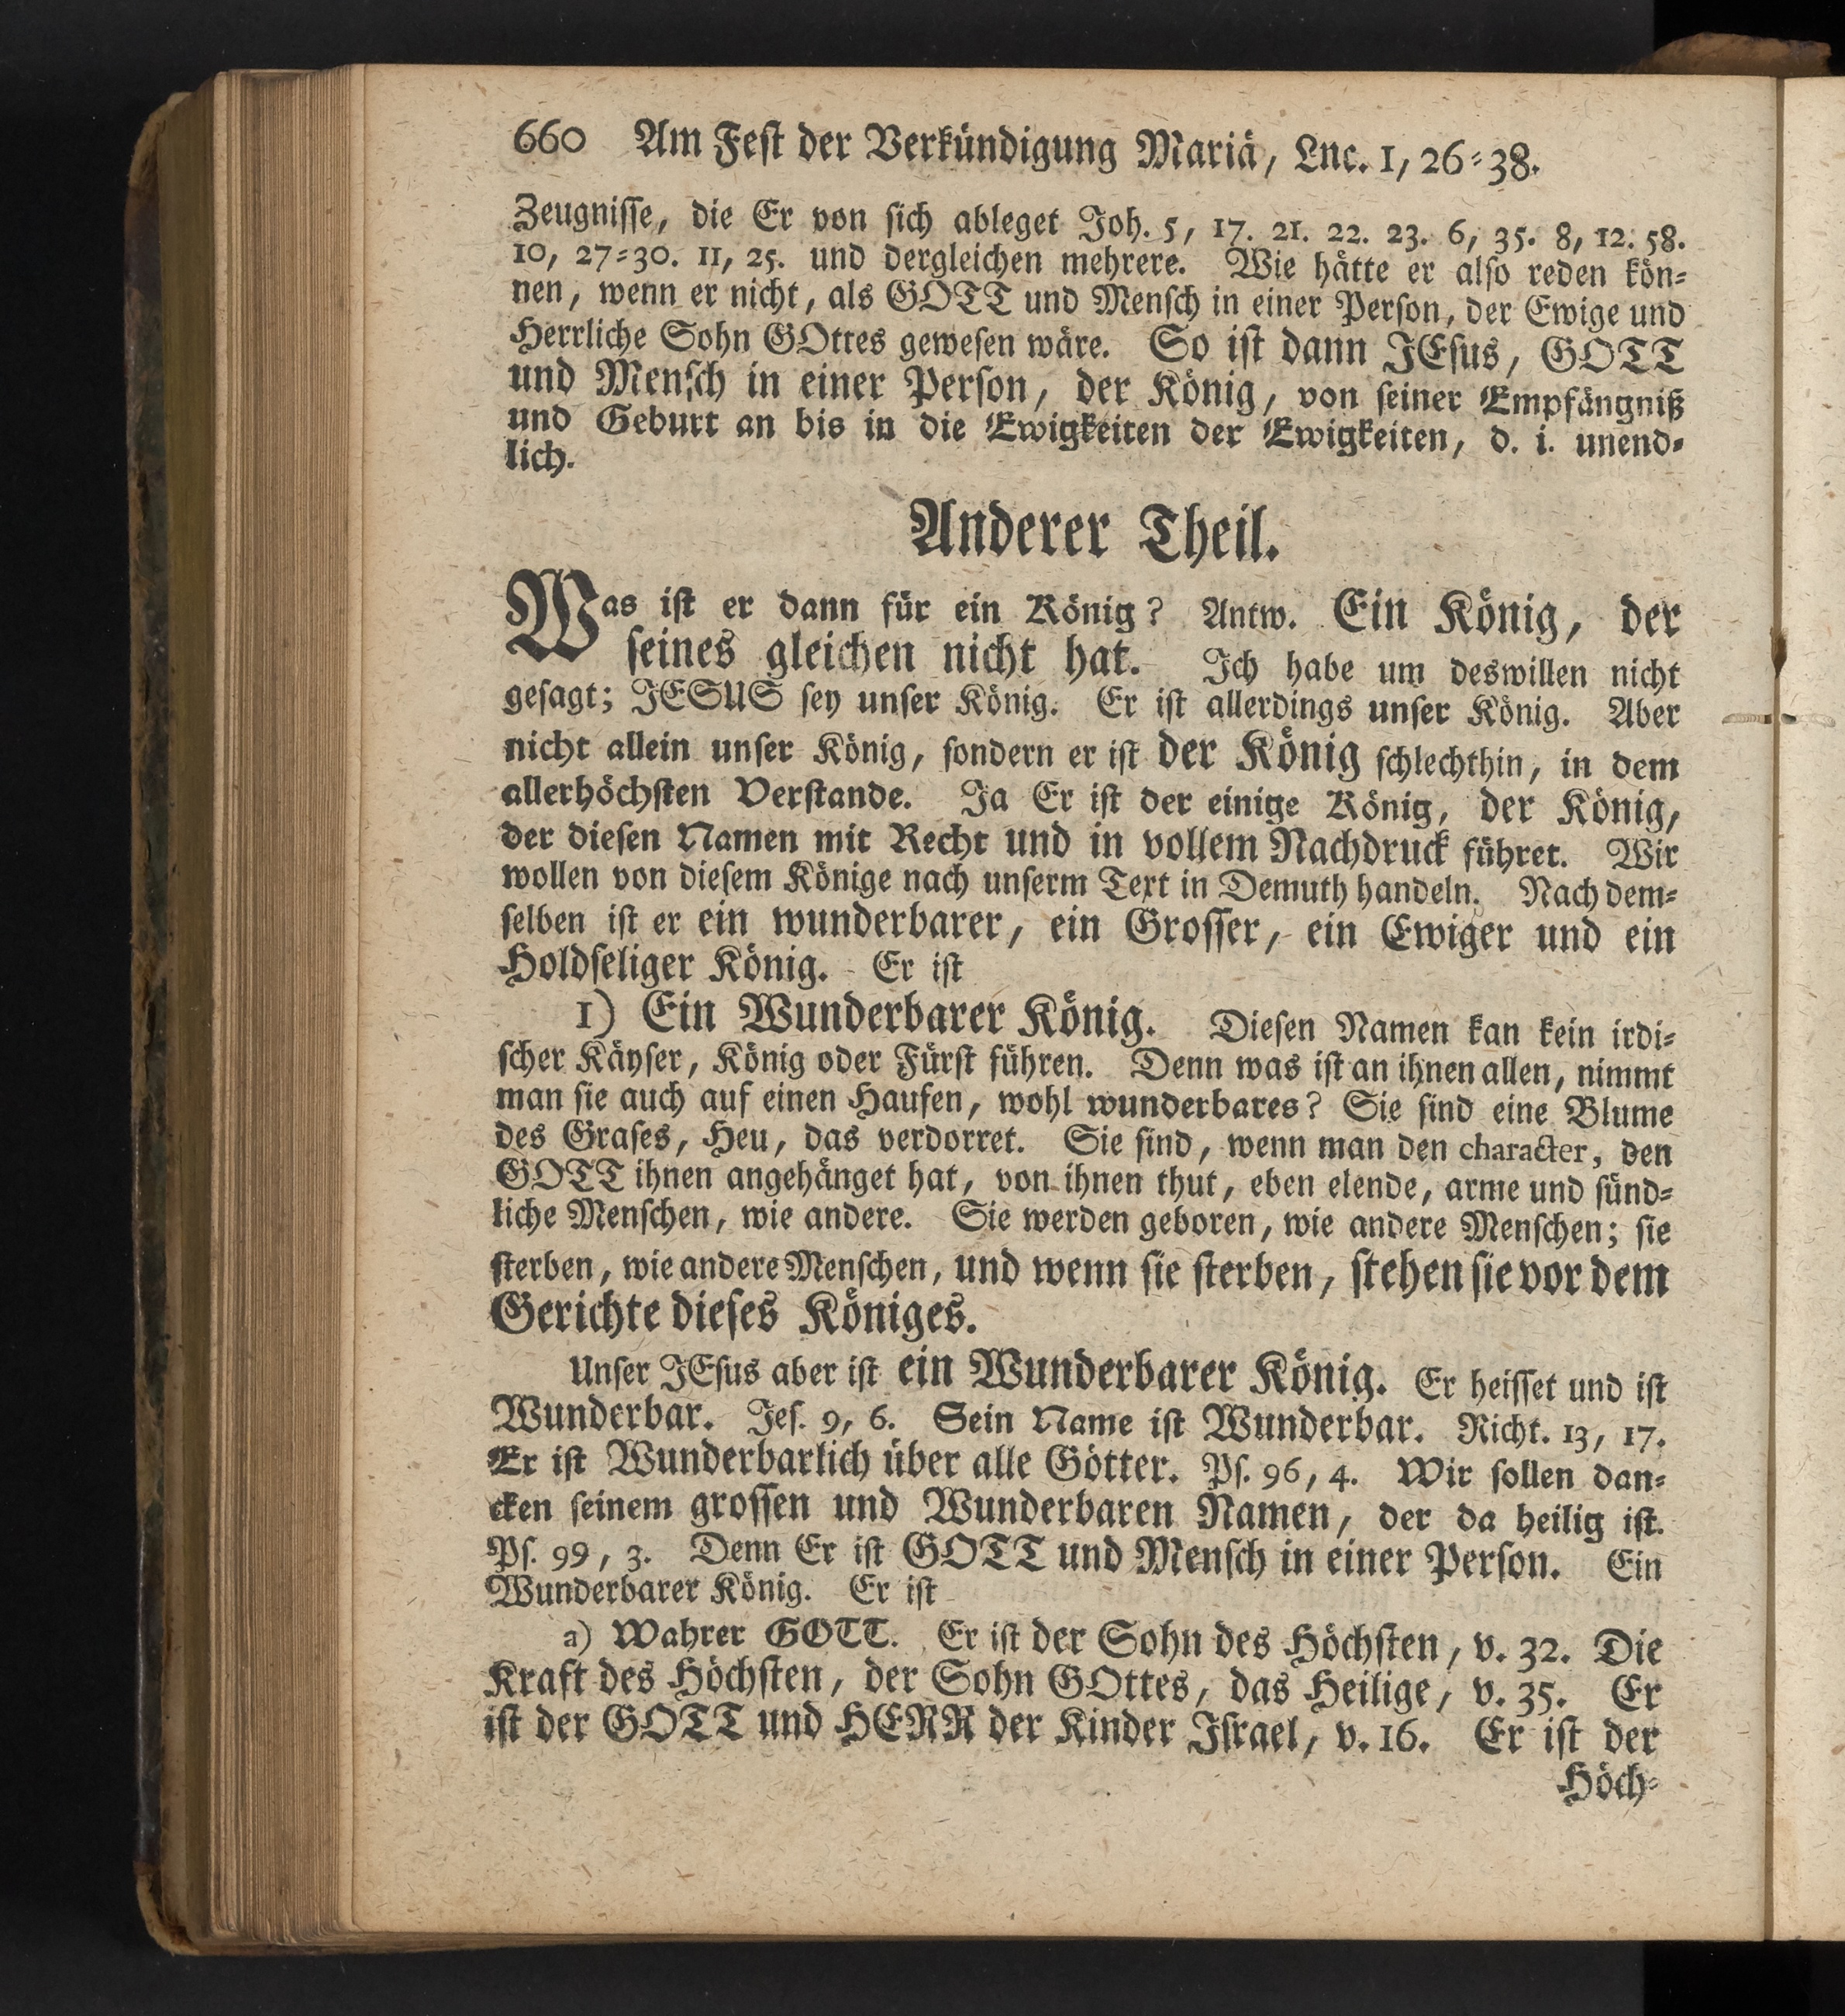 660 Am Fest der Verkündigung Mariä, Lnc. 1, 26=38.
Zeugnisse, die Er von sich ableget Joh. 5, 17. 21. 22. 23. 6, 35. 8, 12. 58.
10, 27=30. 11, 25. und dergleichen mehrere. Wie hätte er also reden kön=
nen, wenn er nicht, als GOTT und Mensch in einer Person, der Ewige und
Herrliche Sohn GOttes gewesen wäre. So ist dann JEsus, GOTT
und Mensch in einer Person, der König, von seiner Empfängniß
und Geburt an bis in die Ewigkeiten der Ewigkeiten, d. i. unend=
lich.
Anderer Theil.
Was ist er dann für ein König? Antw. Ein König, der
seines gleichen nicht hat. Ich habe um deswillen nicht
gesagt; JESUS sey unser König. Er ist allerdings unser König. Aber
nicht allein unser König, sondern er ist der König schlechthin, in dem
allerhöchsten Verstande. Ja Er ist der einige König, der König,
der diesen Namen mit Recht und in vollem Nachdruck führet. Wir
wollen von diesem Könige nach unserm Text in Demuth handeln. Nach dem=
selben ist er ein wunderbarer, ein Grosser, ein Ewiger und ein
Holdseliger König. Er ist
1) Ein Wunderbarer König. Diesen Namen kan kein irdi=
scher Käyser, König oder Fürst führen. Denn was ist an ihnen allen, nimmt
man sie auch auf einen Haufen, wohl wunderbares? Sie sind eine Blume
des Grases, Heu, das verdorret. Sie sind, wenn man den character, den
GOTT ihnen angehänget hat, von ihnen thut, eben elende, arme und sünd=
liche Menschen, wie andere. Sie werden geboren, wie andere Menschen; sie
sterben, wie andere Menschen, und wenn sie sterben, stehen sie vor dem
Gerichte dieses Königes.
Unser JEsus aber ist ein Wunderbarer König. Er heisset und ist
Wunderbar. Jes. 9, 6. Sein Name ist Wunderbar. Richt. 13, 17.
Er ist Wunderbarlich über alle Götter. Ps. 96, 4. Wir sollen dan=
cken seinem grossen und Wunderbaren Namen, der da heilig ist.
Ps. 99, 3. Denn Er ist GOTT und Mensch in einer Person. Ein
Wunderbarer König. Er ist
a) Wahrer GOTT. Er ist der Sohn des Höchsten, v. 32. Die
Kraft des Höchsten, der Sohn GOttes, das Heilige, v. 35. Er
ist der GOTT und HERR der Kinder Israel, v. 16. Er ist der
Höch=